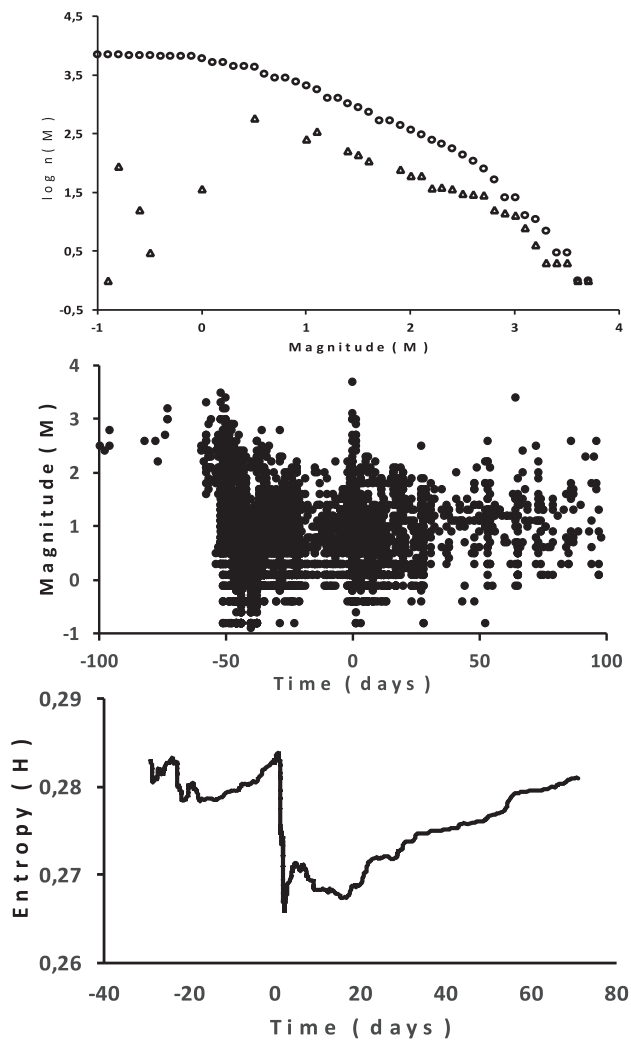 4,5
3,5
2,5
1,5
0,5
-0,5
log n(M)
-1 0 1 2 3 4
Magnitude (M)
4
3
2
1
0
-1
Magnitude (M)
-100 -50 0 50 100
Time (days)
0,29
0,28
0,27
0,26
Entropy (H)
-40 -20 0 20 40 60 80
Time (days)